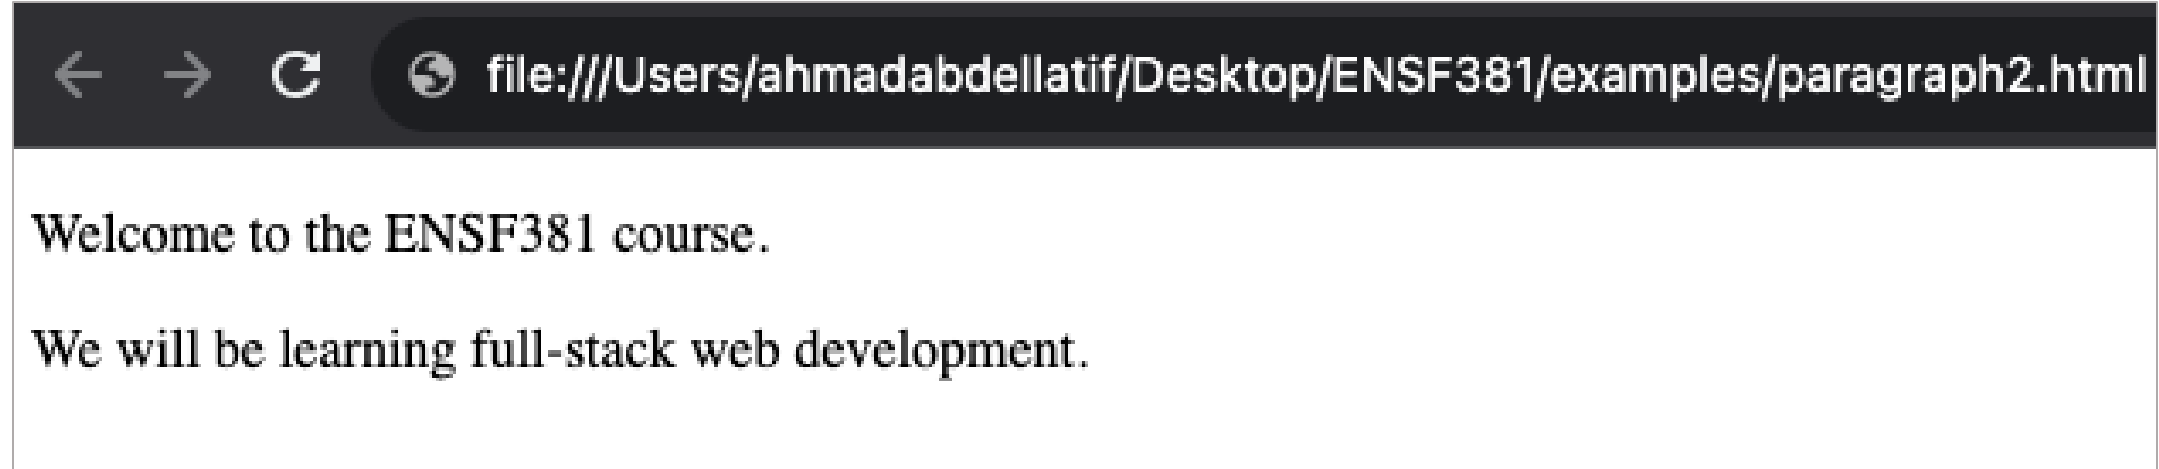 file:///Users/ahmadabdellatif/Desktop/ENSF381/examples/paragraph2.html
Welcome to the ENSF381 course.
We will be learning full-stack web development.